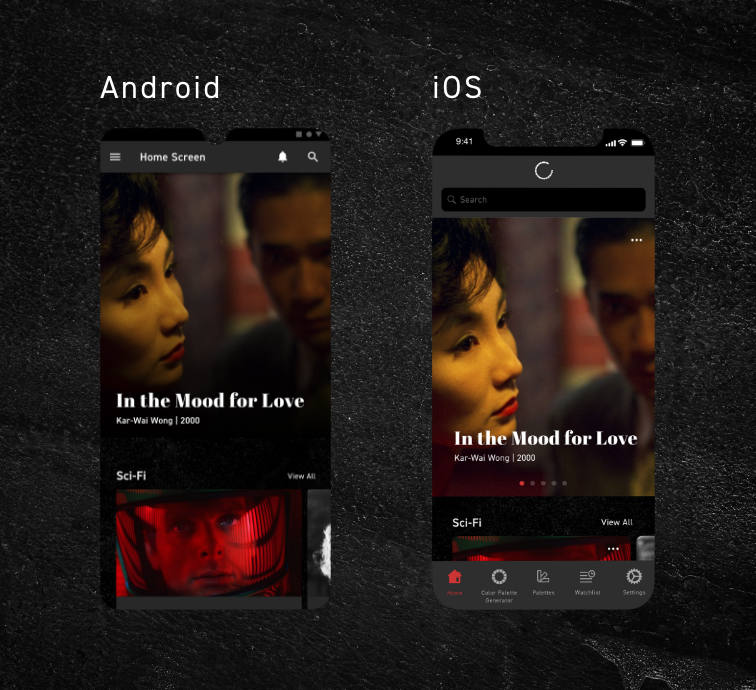 Android
iOS
Home Screen
9:41
Search
In the Mood for Love
Kar-Wai Wong | 2000
Sci-Fi
View All
In the Mood for Love
Kar-Wai Wong | 2000
Sci-Fi
View All
Home
Color Palette
Generator
Palettes
Watchlist
Settings